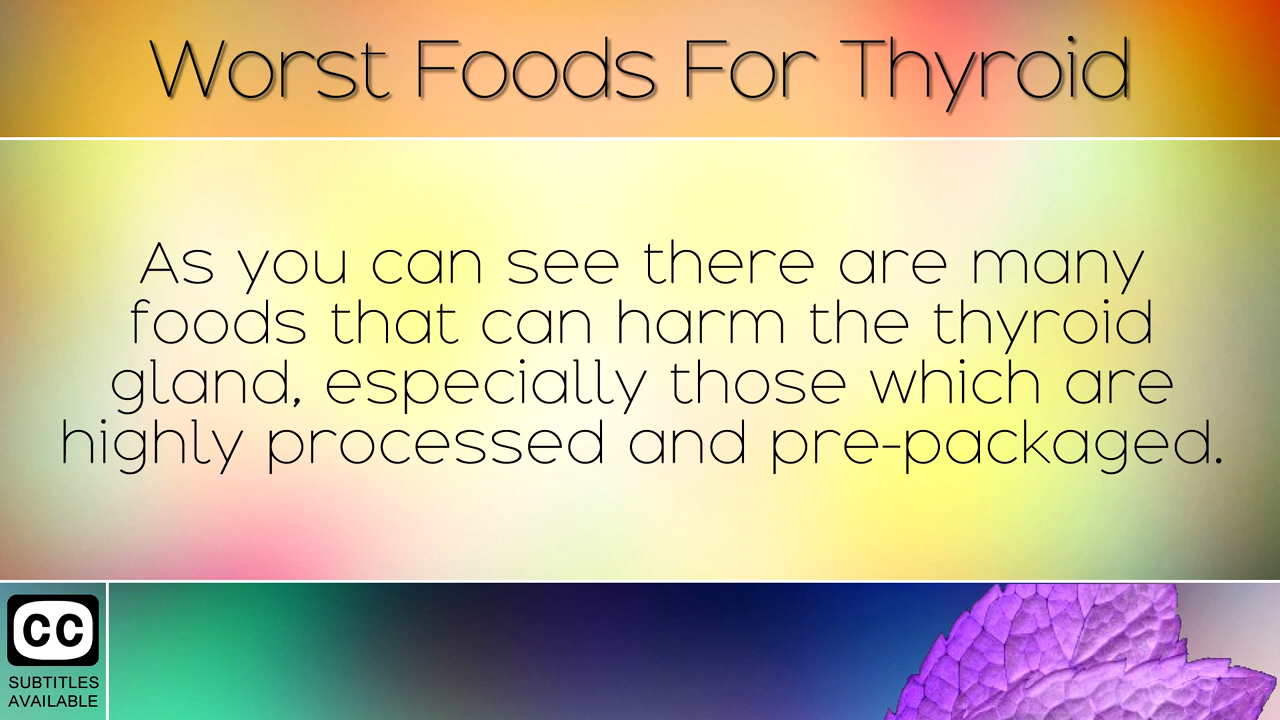 Worst Foods For Thyroid
As you can see there are many
foods that can harm the thyroid
gland, especially those which are
highly processed and pre-packaged.
CC
SUBTITLES
AVAILABLE